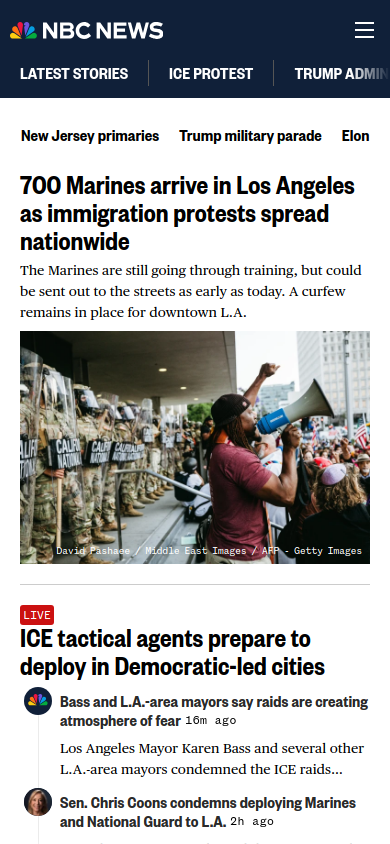 NBC NEWS
LATEST STORIES ICE PROTEST TRUMP ADMIN
New Jersey primaries Trump military parade Elon
700 Marines arrive in Los Angeles
as immigration protests spread
nationwide
The Marines are still going through training, but could
be sent out to the streets as early as today. A curfew
remains in place for downtown L.A.
CALIFORNIA
NATIONAL
David Pashaee / Middle East Images / AFP - Getty Images
LIVE
ICE tactical agents prepare to
deploy in Democratic-led cities
Bass and L.A.-area mayors say raids are creating
atmosphere of fear 16m ago
Los Angeles Mayor Karen Bass and several other
L.A.-area mayors condemned the ICE raids...
Sen. Chris Coons condemns deploying Marines
and National Guard to L.A. 2h ago